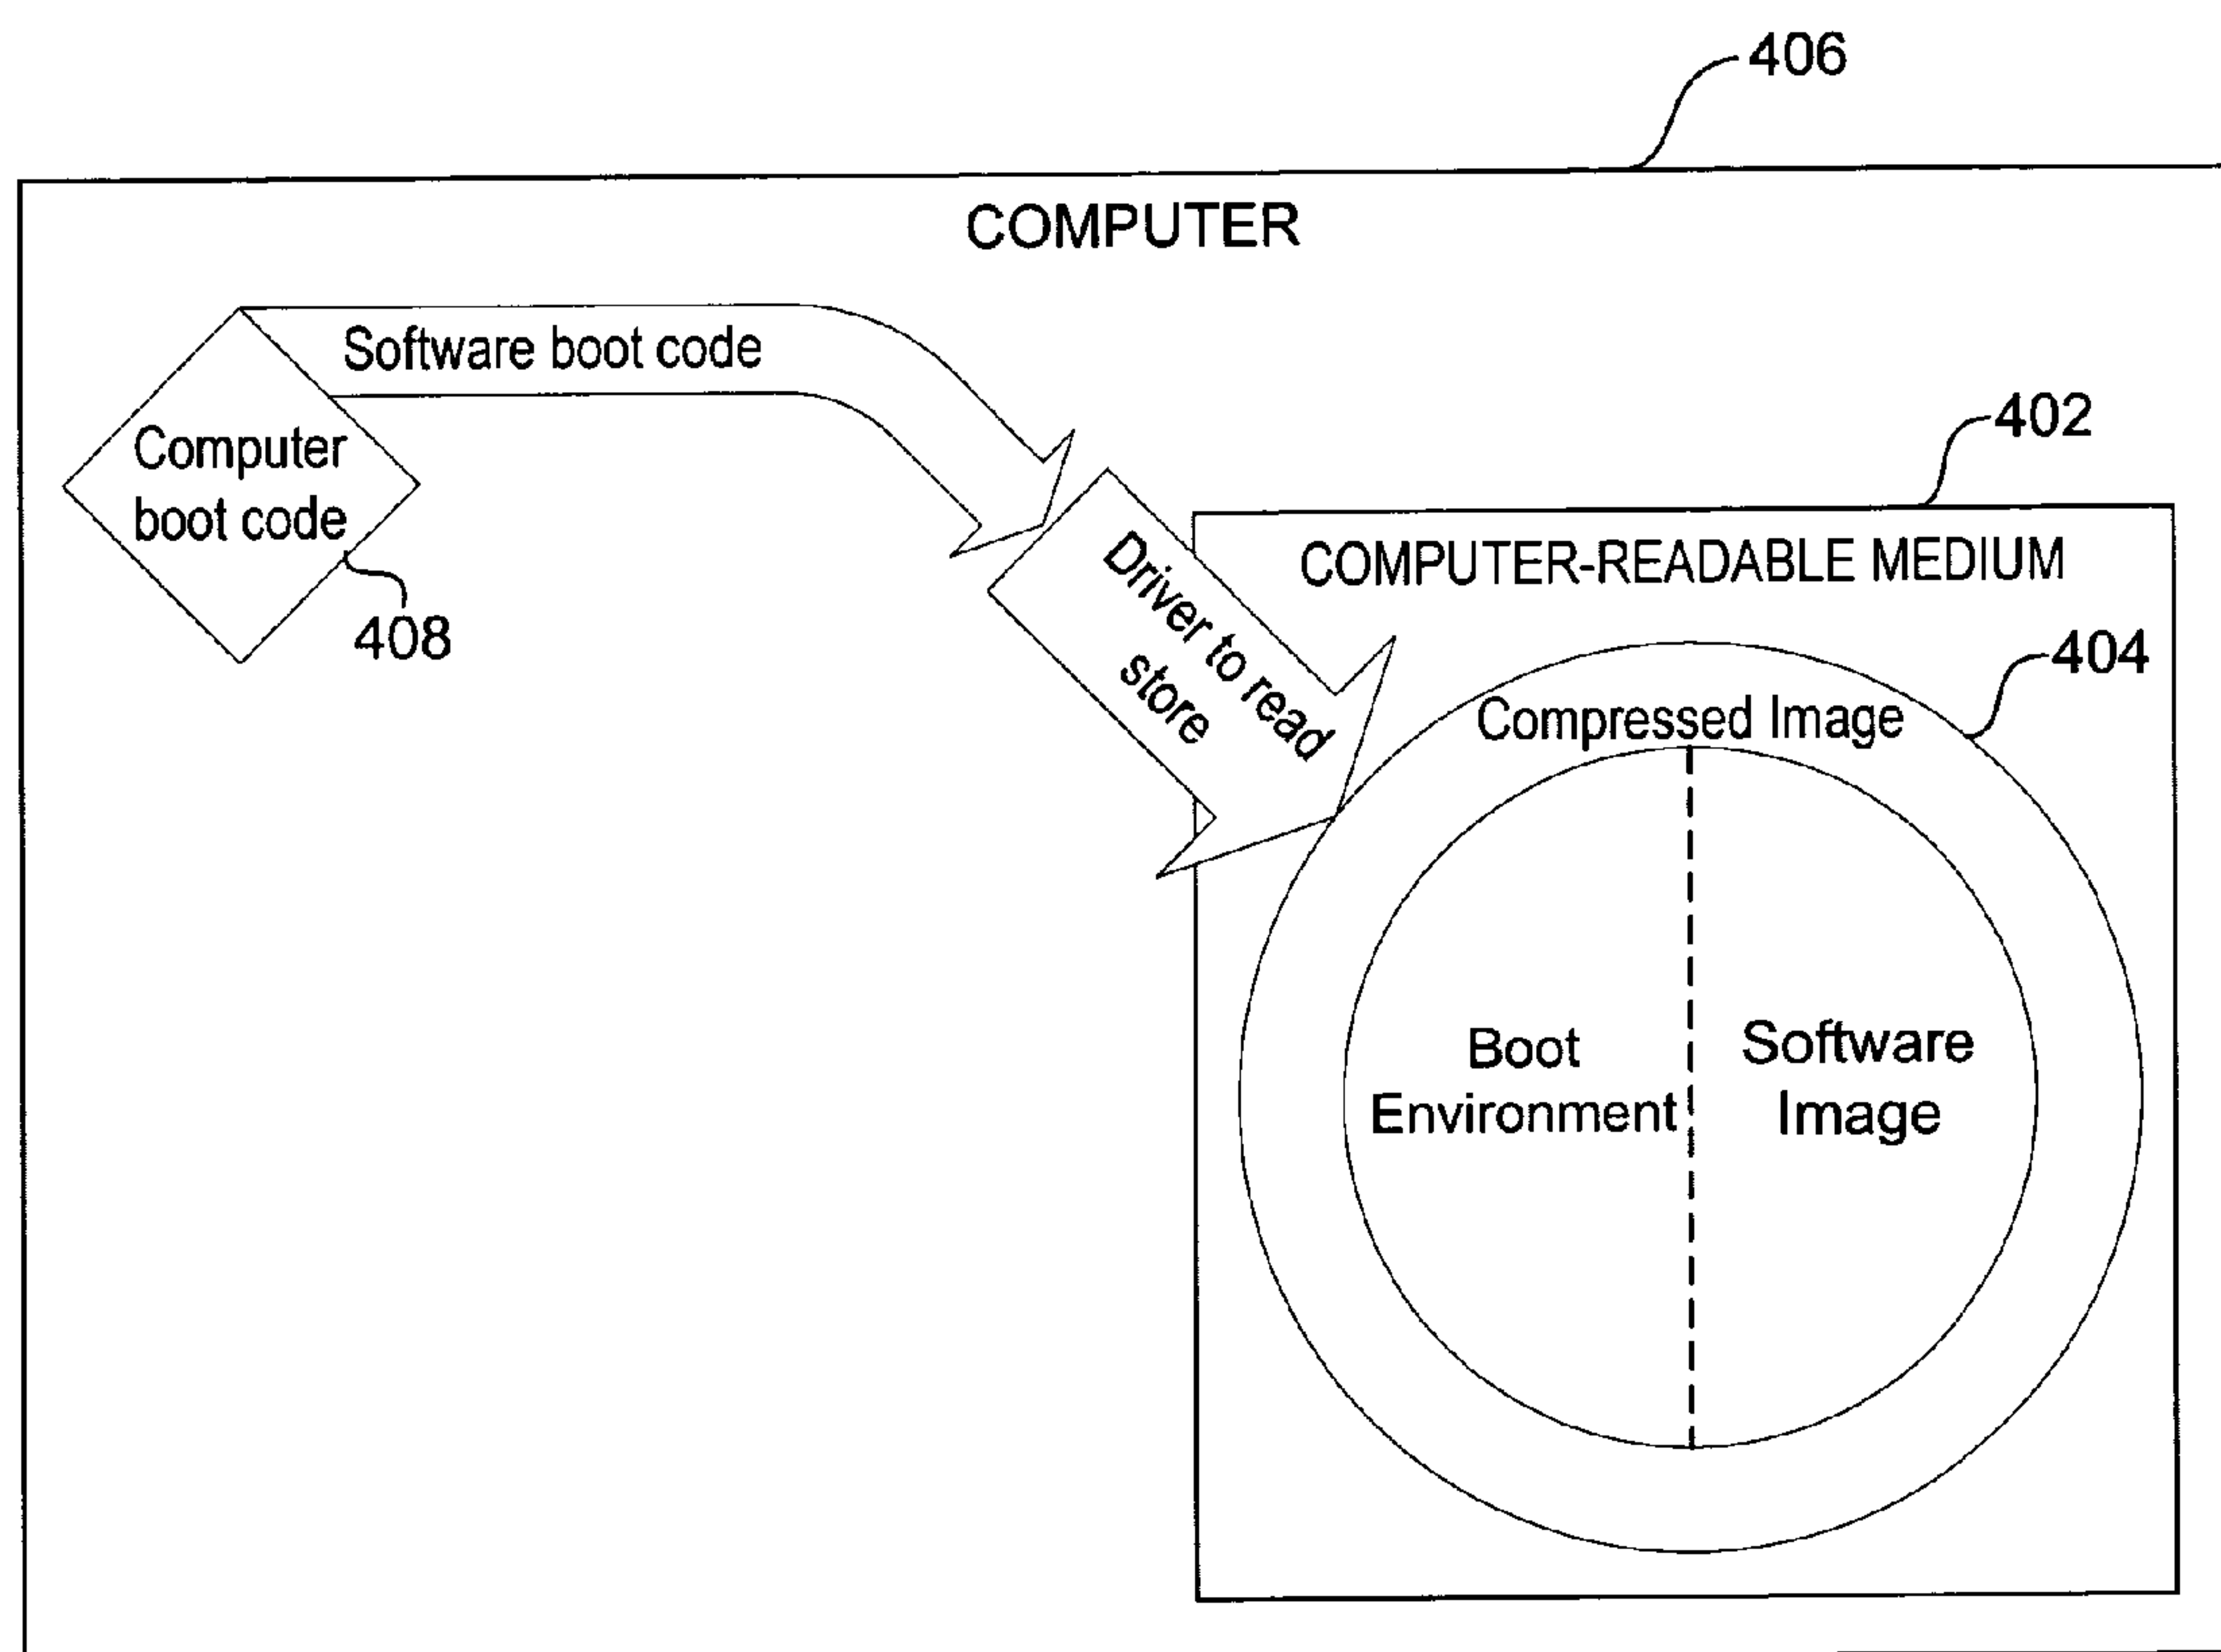 406
COMPUTER
Software boot code
Computer
boot code
408
402
COMPUTER-READABLE MEDIUM
Driver to read
store
404
Compressed Image
Boot
Environment
Software
Image